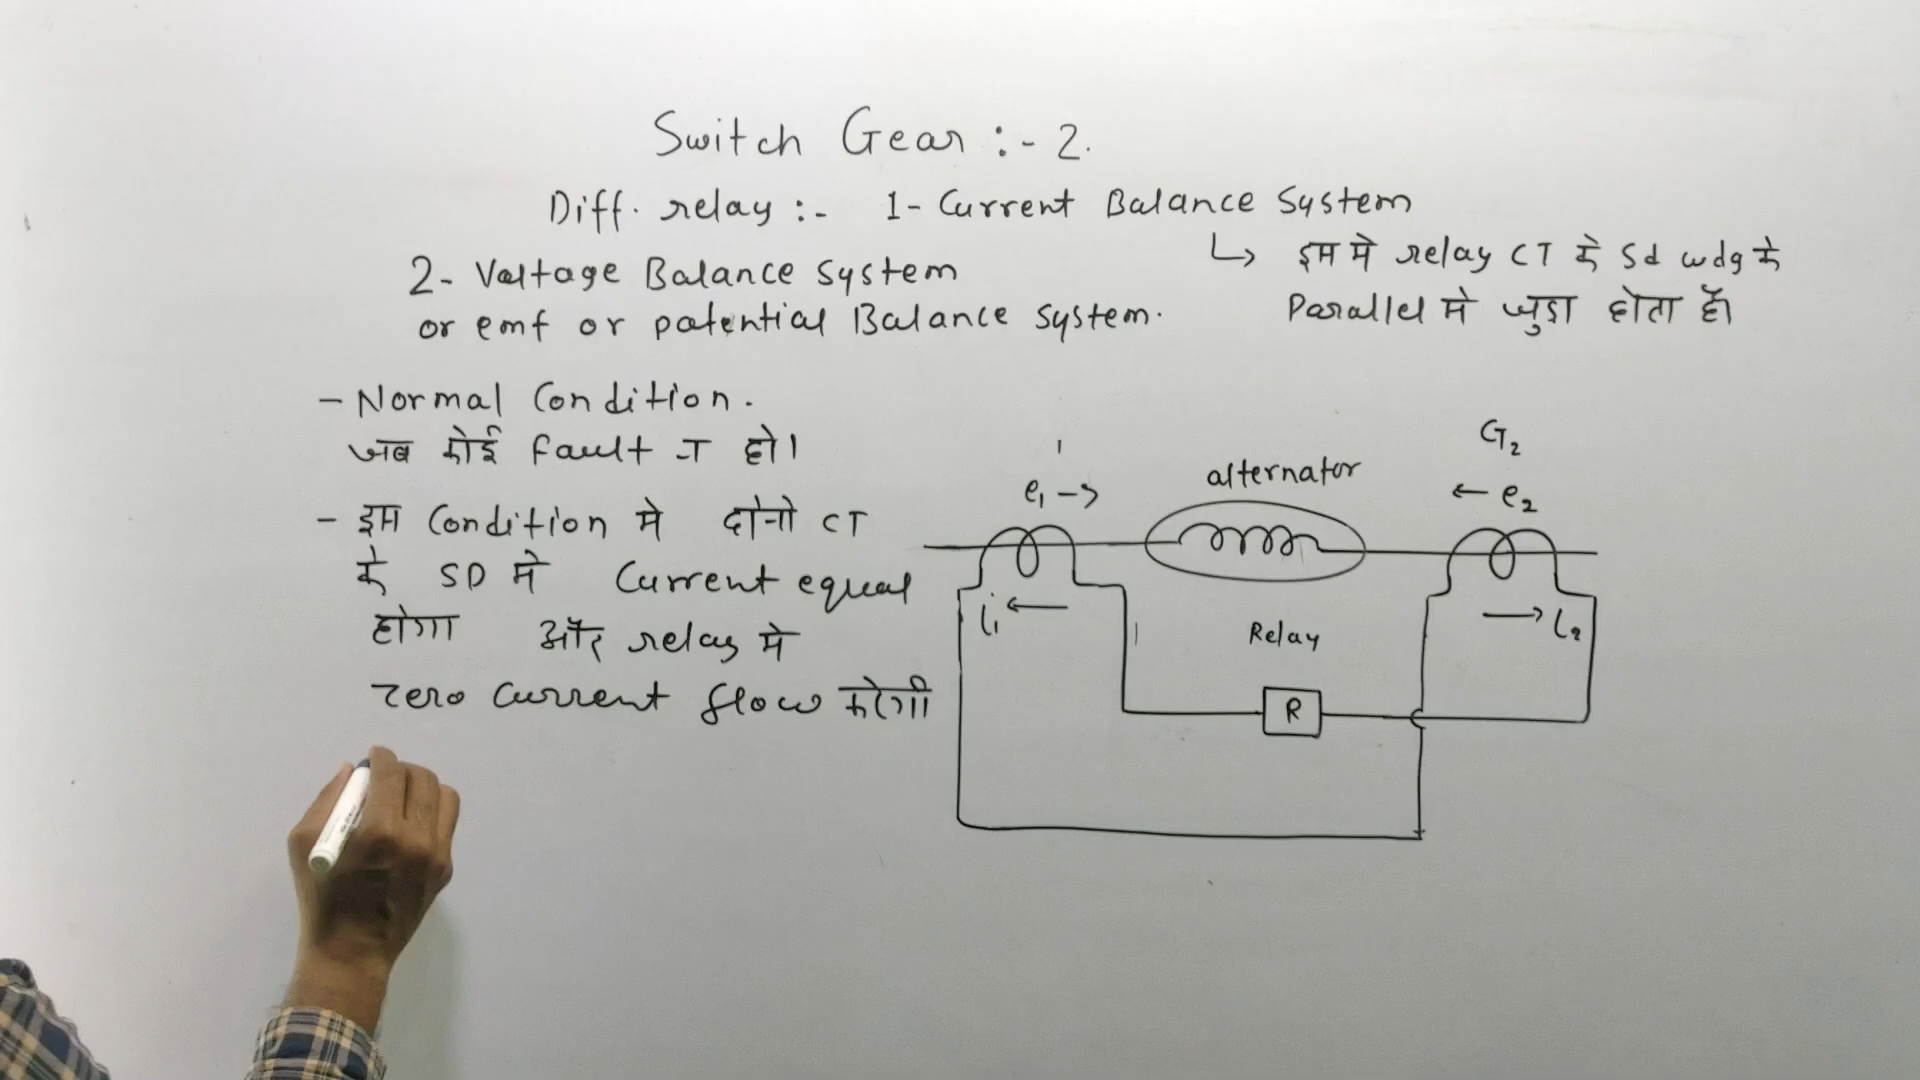 Switch Gear :- 2.
Diff. relay :- 1- Current Balance System
↳ इस मे relay CT के Sd wdg के
Parallel मे जुडा होता है।
2- Voltage Balance System
or emf or potential Balance System.
- Normal Condition.
जब कोई fault न हो।
- इस Condition मे दोनो CT
के SD मे Current equal
होगा और relay मे
zero current flow करेगी
e₁ →
alternator
G₂
← e₂
i₁ ←
Relay
→ i₂
R